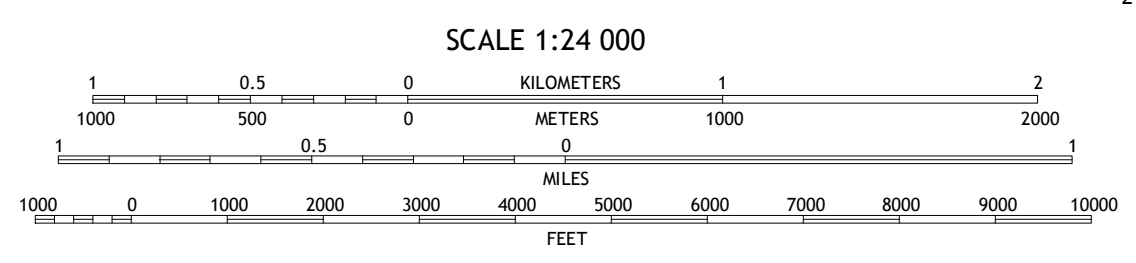 SCALE 1:24 000
1 0.5 0 KILOMETERS 1 2
1000 500 0 METERS 1000 2000
1 0.5 0 1
MILES
1000 0 1000 2000 3000 4000 5000 6000 7000 8000 9000 10000
FEET